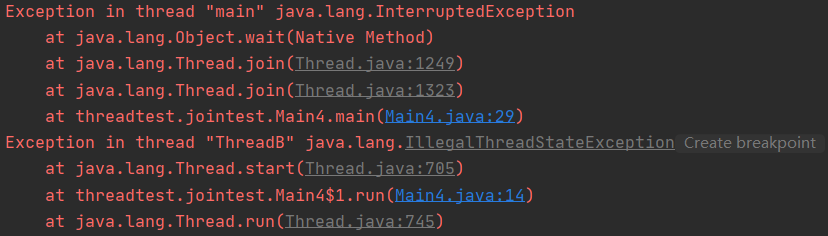 Exception in thread "main" java.lang.InterruptedException
    at java.lang.Object.wait(Native Method)
    at java.lang.Thread.join(Thread.java:1249)
    at java.lang.Thread.join(Thread.java:1323)
    at threadtest.jointest.Main4.main(Main4.java:29)
Exception in thread "ThreadB" java.lang.IllegalThreadStateException Create breakpoint
    at java.lang.Thread.start(Thread.java:705)
    at threadtest.jointest.Main4$1.run(Main4.java:14)
    at java.lang.Thread.run(Thread.java:745)